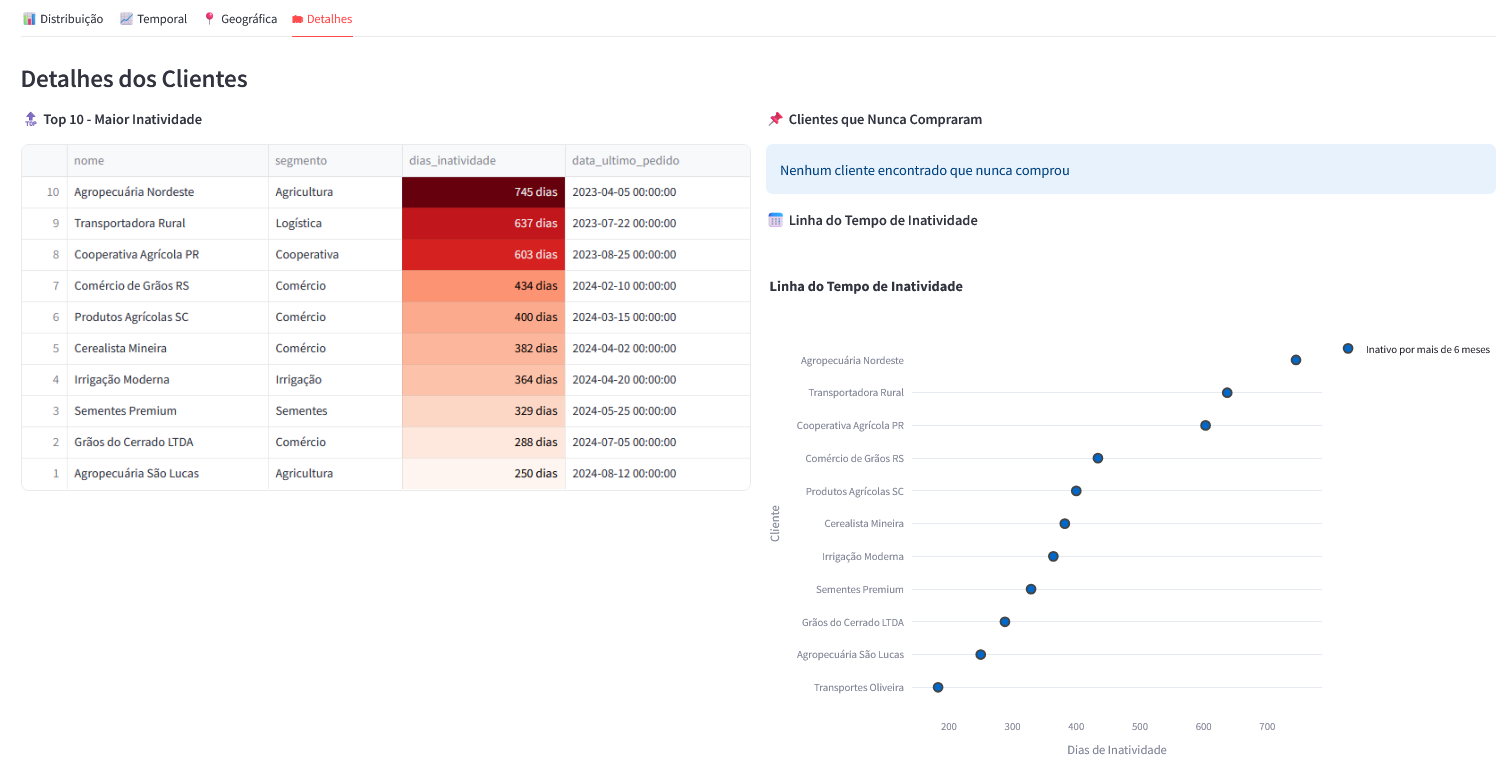 Distribuição Temporal Geográfica Detalhes
Detalhes dos Clientes
TOP Top 10 - Maior Inatividade
nome segmento dias_inatividade data_ultimo_pedido
10 Agropecuária Nordeste Agricultura 745 dias 2023-04-05 00:00:00
9 Transportadora Rural Logística 637 dias 2023-07-22 00:00:00
8 Cooperativa Agrícola PR Cooperativa 603 dias 2023-08-25 00:00:00
7 Comércio de Grãos RS Comércio 434 dias 2024-02-10 00:00:00
6 Produtos Agrícolas SC Comércio 400 dias 2024-03-15 00:00:00
5 Cerealista Mineira Comércio 382 dias 2024-04-02 00:00:00
4 Irrigação Moderna Irrigação 364 dias 2024-04-20 00:00:00
3 Sementes Premium Sementes 329 dias 2024-05-25 00:00:00
2 Grãos do Cerrado LTDA Comércio 288 dias 2024-07-05 00:00:00
1 Agropecuária São Lucas Agricultura 250 dias 2024-08-12 00:00:00
Clientes que Nunca Compraram
Nenhum cliente encontrado que nunca comprou
Linha do Tempo de Inatividade
Linha do Tempo de Inatividade
Inativo por mais de 6 meses
Cliente
Agropecuária Nordeste
Transportadora Rural
Cooperativa Agrícola PR
Comércio de Grãos RS
Produtos Agrícolas SC
Cerealista Mineira
Irrigação Moderna
Sementes Premium
Grãos do Cerrado LTDA
Agropecuária São Lucas
Transportes Oliveira
200 300 400 500 600 700
Dias de Inatividade